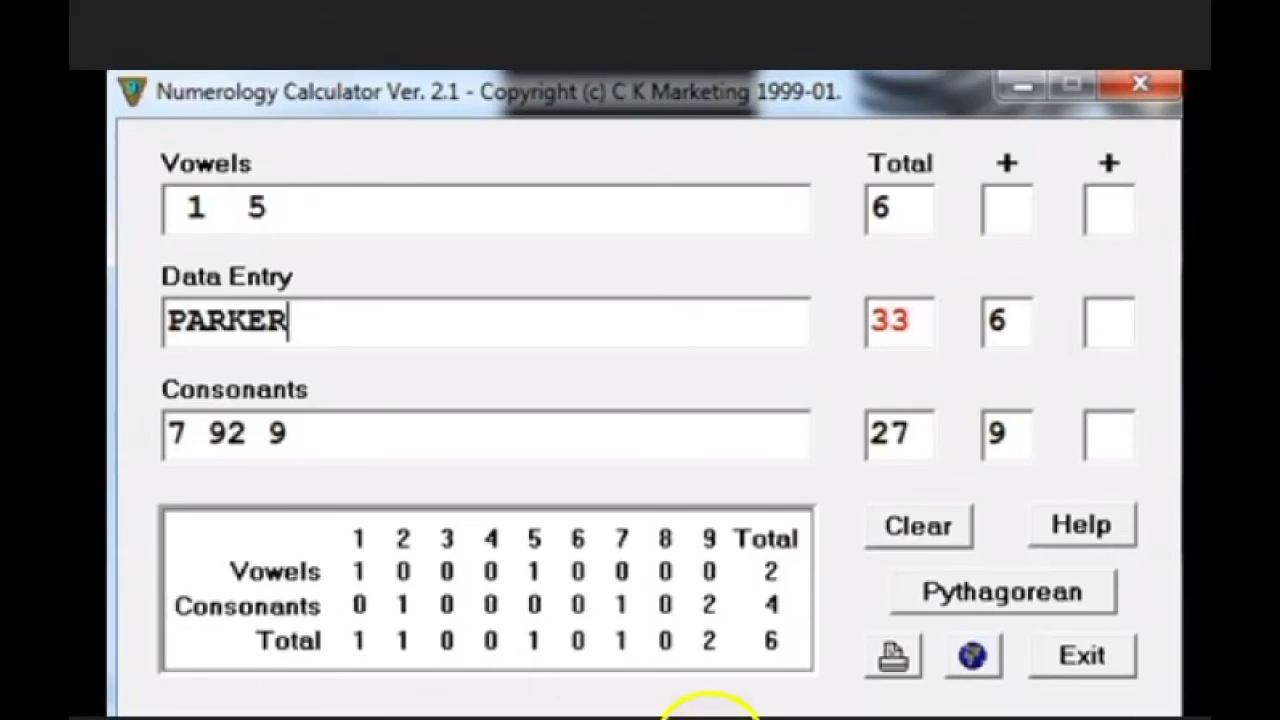 Numerology Calculator Ver. 2.1 - Copyright (c) C K Marketing 1999-01.
Vowels Total + +
1 5 6
Data Entry
PARKER 33 6
Consonants
7 92 9 27 9
1 2 3 4 5 6 7 8 9 Total
Vowels 1 0 0 0 1 0 0 0 0 2
Consonants 0 1 0 0 0 0 1 0 2 4
Total 1 1 0 0 1 0 1 0 2 6
Clear Help
Pythagorean
Exit